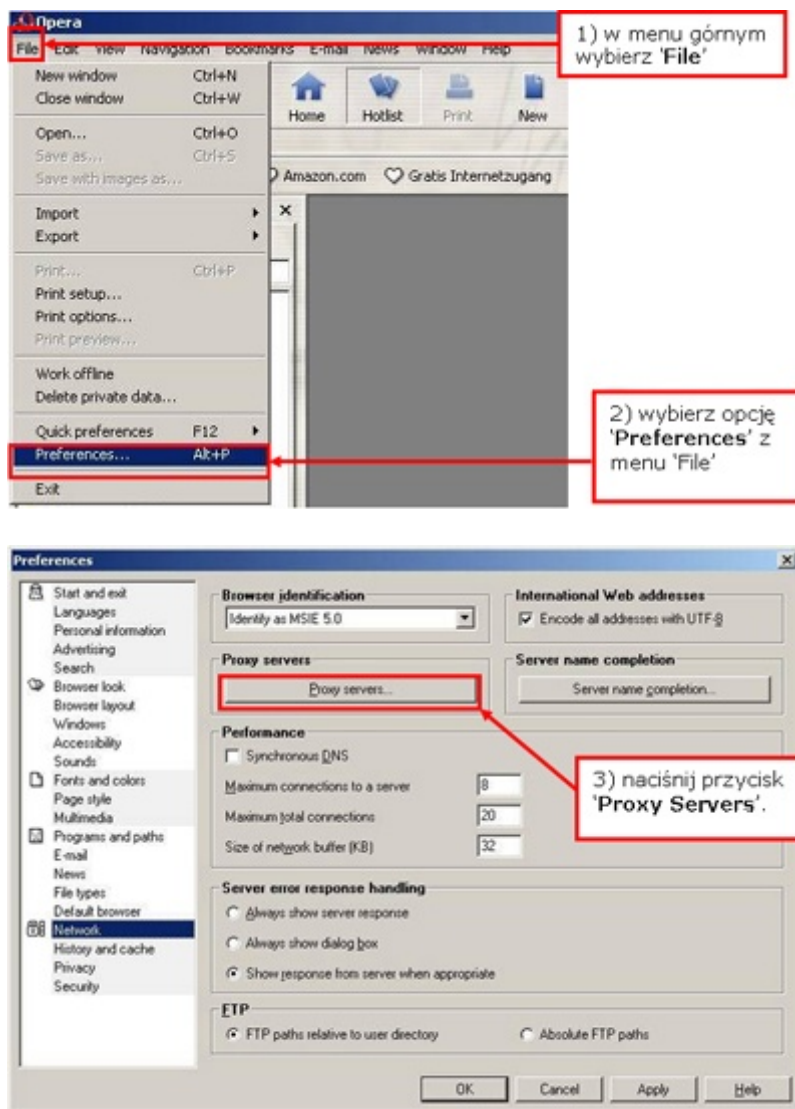 Opera
File Edit View Navigation Bookmarks E-mail News Window Help
1) w menu górnym
wybierz 'File'
New window Ctrl+N
Close window Ctrl+W
Home Hotlist Print New
Open... Ctrl+O
Save as... Ctrl+S
Save with images as...
Amazon.com Gratis Internetzugang
Import
Export
Print... Ctrl+P
Print setup...
Print options...
Print preview...
Work offline
Delete private data...
2) wybierz opcję
'Preferences' z
menu 'File'
Quick preferences F12
Preferences... Alt+P
Exit
Preferences
Start and exit
Languages
Personal information
Advertising
Search
Browser look
Browser layout
Windows
Accessibility
Sounds
Fonts and colors
Page style
Multimedia
Programs and paths
E-mail
News
File types
Default browser
Network
History and cache
Privacy
Security
Browser identification
Identify as MSIE 5.0
International Web addresses
Encode all addresses with UTF-8
Proxy servers
Proxy servers...
Server name completion
Server name completion...
Performance
Synchronous DNS
Maximum connections to a server 8
Maximum total connections 20
Size of network buffer (KB) 32
3) naciśnij przycisk
'Proxy Servers'.
Server error response handling
Always show server response
Always show dialog box
Show response from server when appropriate
FTP
FTP paths relative to user directory
Absolute FTP paths
OK Cancel Apply Help